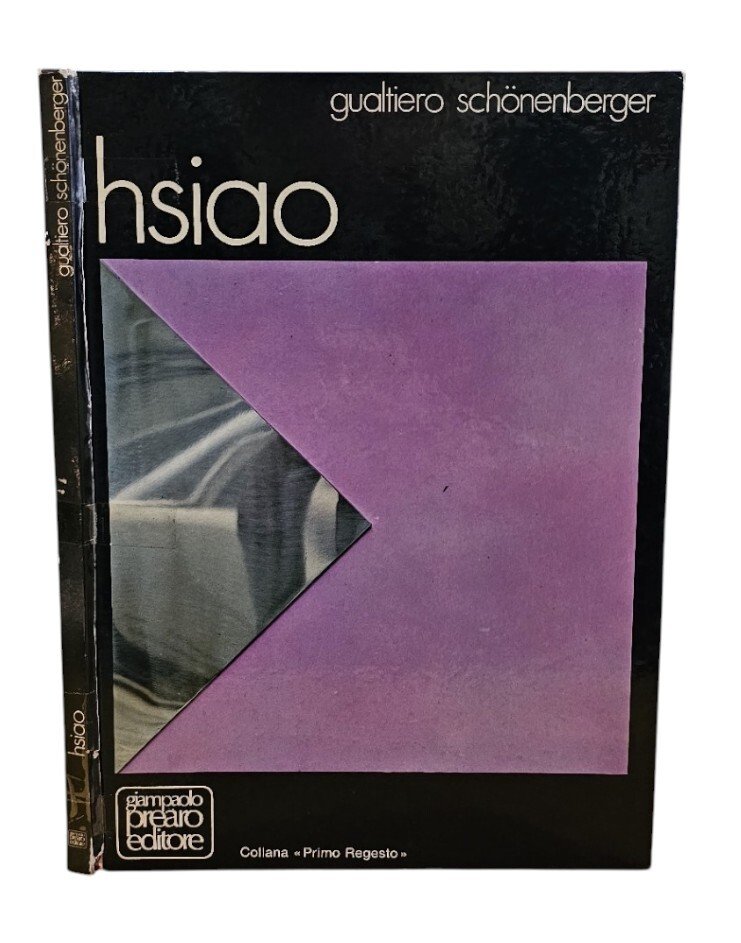 gualtiero schönenberger
hsiao
giampaolo
prearo
editore
Collana «Primo Regesto»
gualtiero schönenberger
hsiao